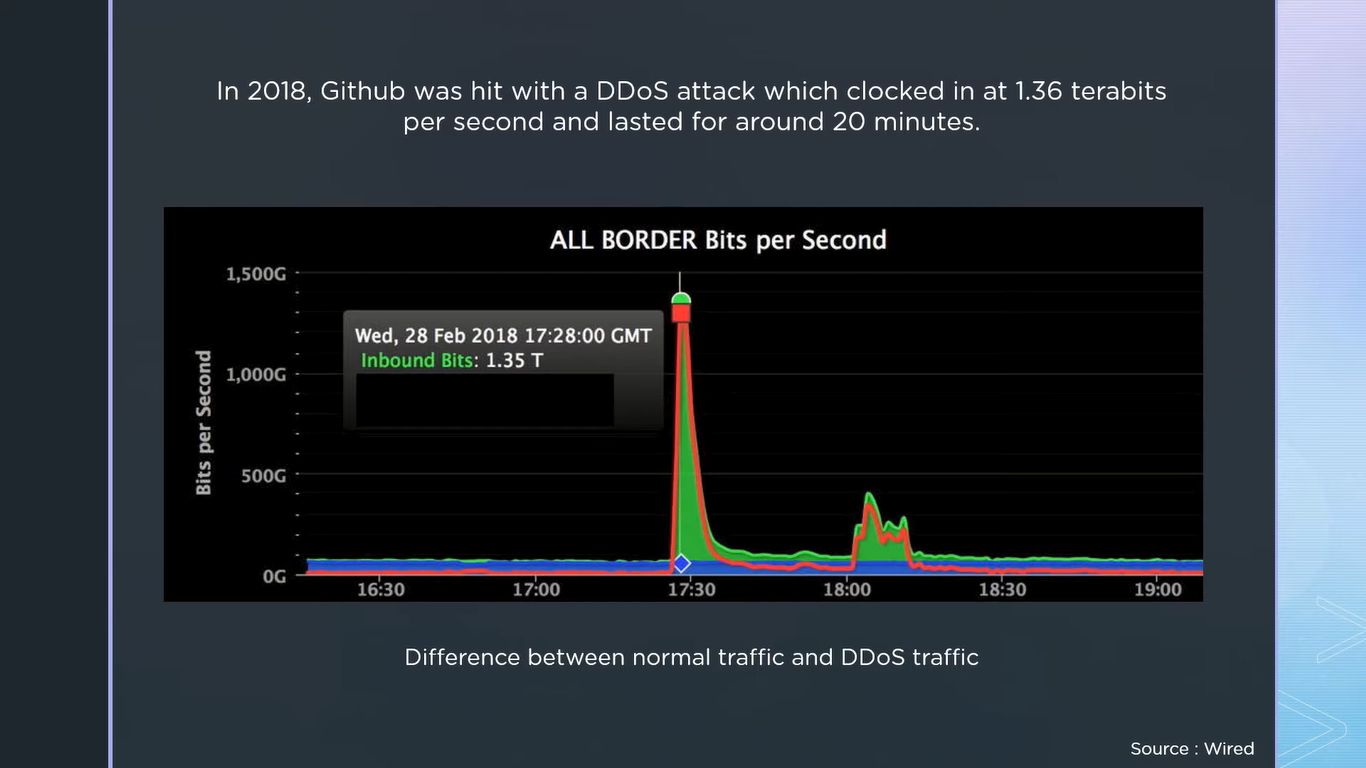 In 2018, Github was hit with a DDoS attack which clocked in at 1.36 terabits
per second and lasted for around 20 minutes.
ALL BORDER Bits per Second
1,500G
1,000G
500G
0G
Bits per Second
Wed, 28 Feb 2018 17:28:00 GMT
Inbound Bits: 1.35 T
16:30 17:00 17:30 18:00 18:30 19:00
Difference between normal traffic and DDoS traffic
Source : Wired